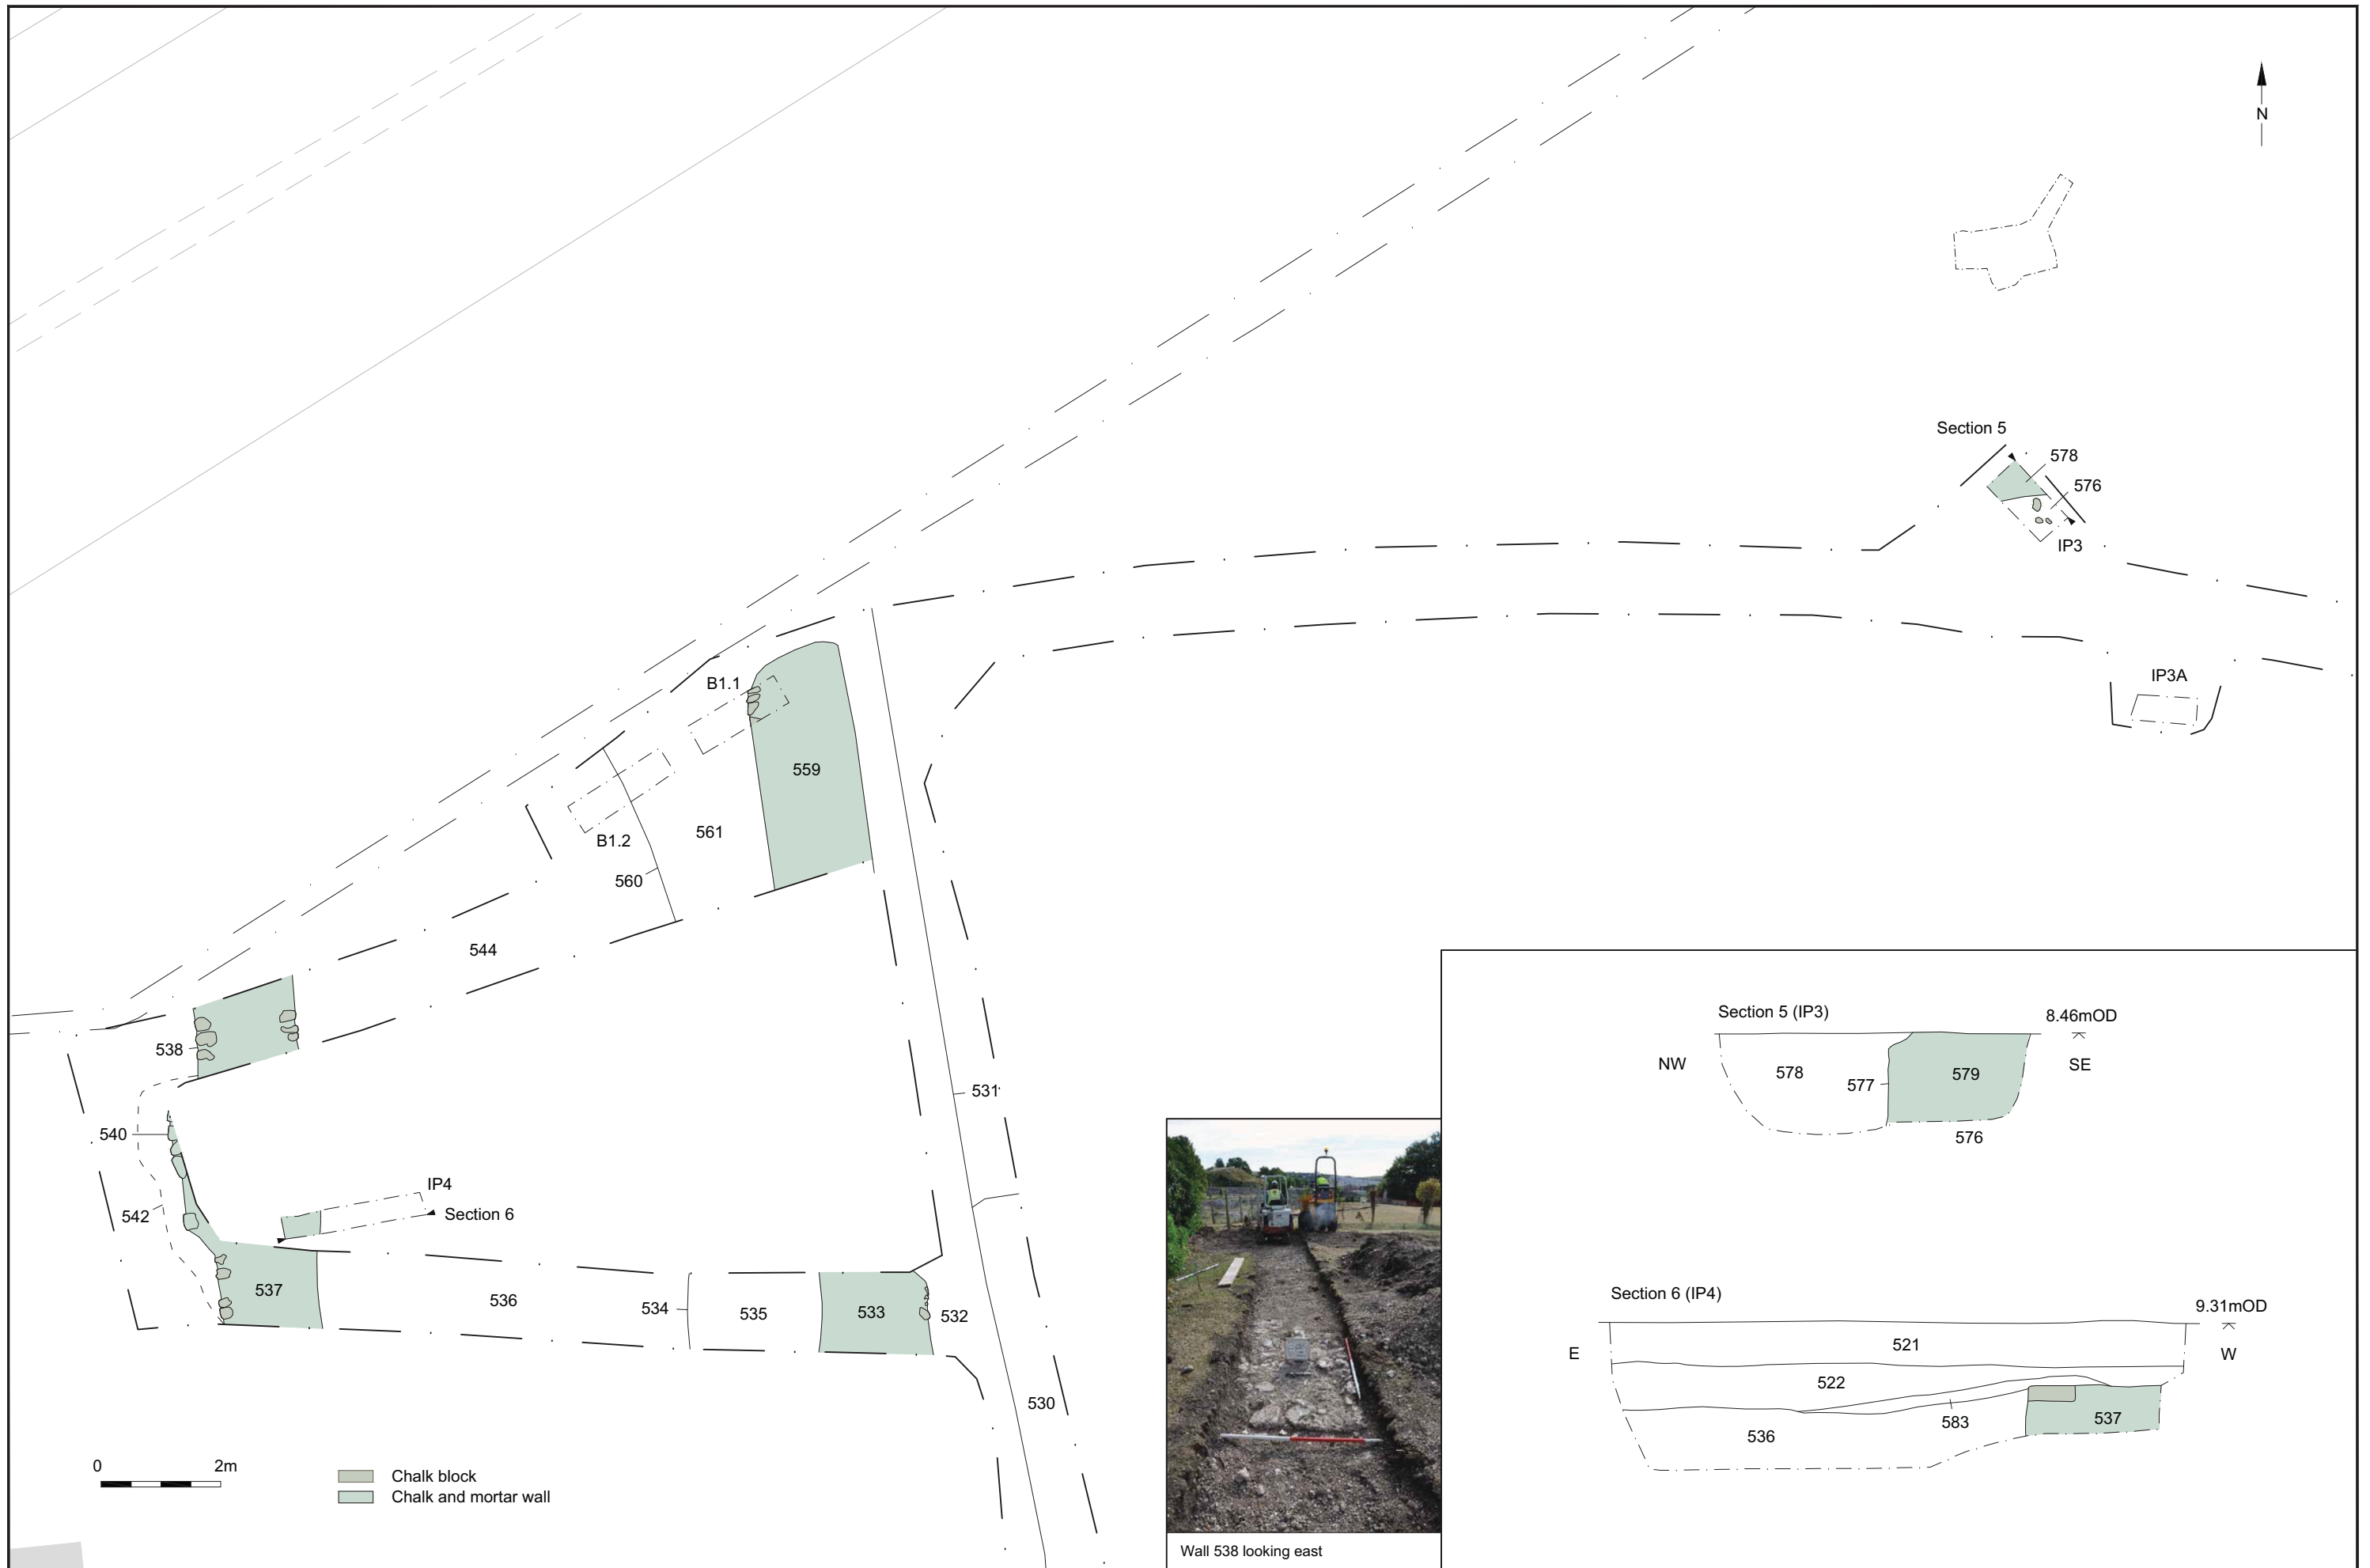 N
Section 5
578
576
IP3
IP3A
B1.1
559
561
B1.2
560
544
538
531
540
IP4
542
Section 6
537
536
534
535
533
532
530
0 2m
Chalk block
Chalk and mortar wall
Wall 538 looking east
Section 5 (IP3)
8.46mOD
NW
578
577
579
SE
576
Section 6 (IP4)
9.31mOD
E
521
W
522
583
537
536